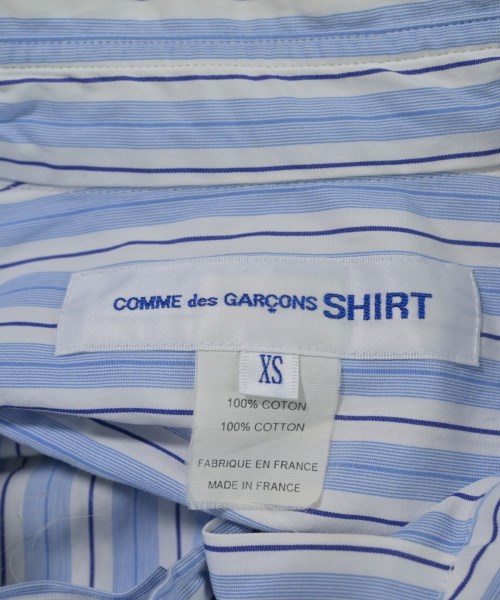 COMME des GARÇONS SHIRT
XS
100% COTON
100% COTTON
FABRIQUE EN FRANCE
MADE IN FRANCE